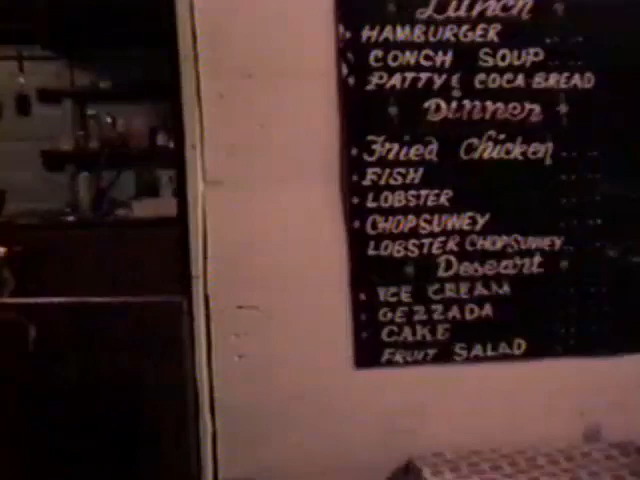 Lunch
HAMBURGER
CONCH SOUP
PATTY & COCA BREAD
Dinner
Fried Chicken
FISH
LOBSTER
CHOPSUWEY
LOBSTER CHOPSUWEY
Deseart
ICE CREAM
GEZZADA
CAKE
FRUIT SALAD